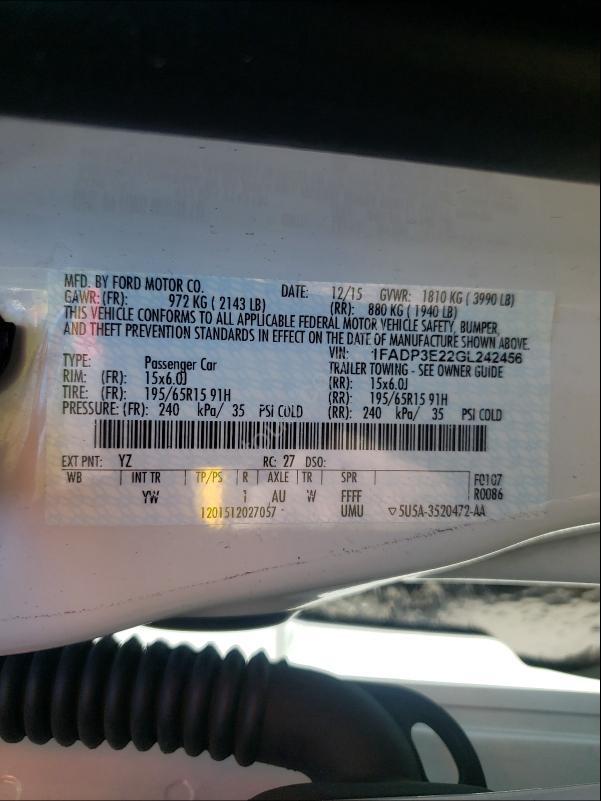 MFD. BY FORD MOTOR CO. DATE: 12/15 GVWR: 1810 KG ( 3990 LB)
GAWR:(FR): 972 KG ( 2143 LB) (RR): 880 KG ( 1940 LB)
THIS VEHICLE CONFORMS TO ALL APPLICABLE FEDERAL MOTOR VEHICLE SAFETY, BUMPER,
AND THEFT PREVENTION STANDARDS IN EFFECT ON THE DATE OF MANUFACTURE SHOWN ABOVE.
VIN: 1FADP3E22GL242456
TYPE: Passenger Car TRAILER TOWING - SEE OWNER GUIDE
RIM: (FR): 15x6.0J (RR): 15x6.0J
TIRE: (FR): 195/65R15 91H (RR): 195/65R15 91H
PRESSURE: (FR): 240 kPa/ 35 PSI COLD (RR): 240 kPa/ 35 PSI COLD
EXT PNT: YZ RC: 27 DSO:
WB INT TR TP/PS R AXLE TR SPR F0107
YW 1 AU W FFFF R0086
1201512027057 UMU ▽5U5A-3520472-AA